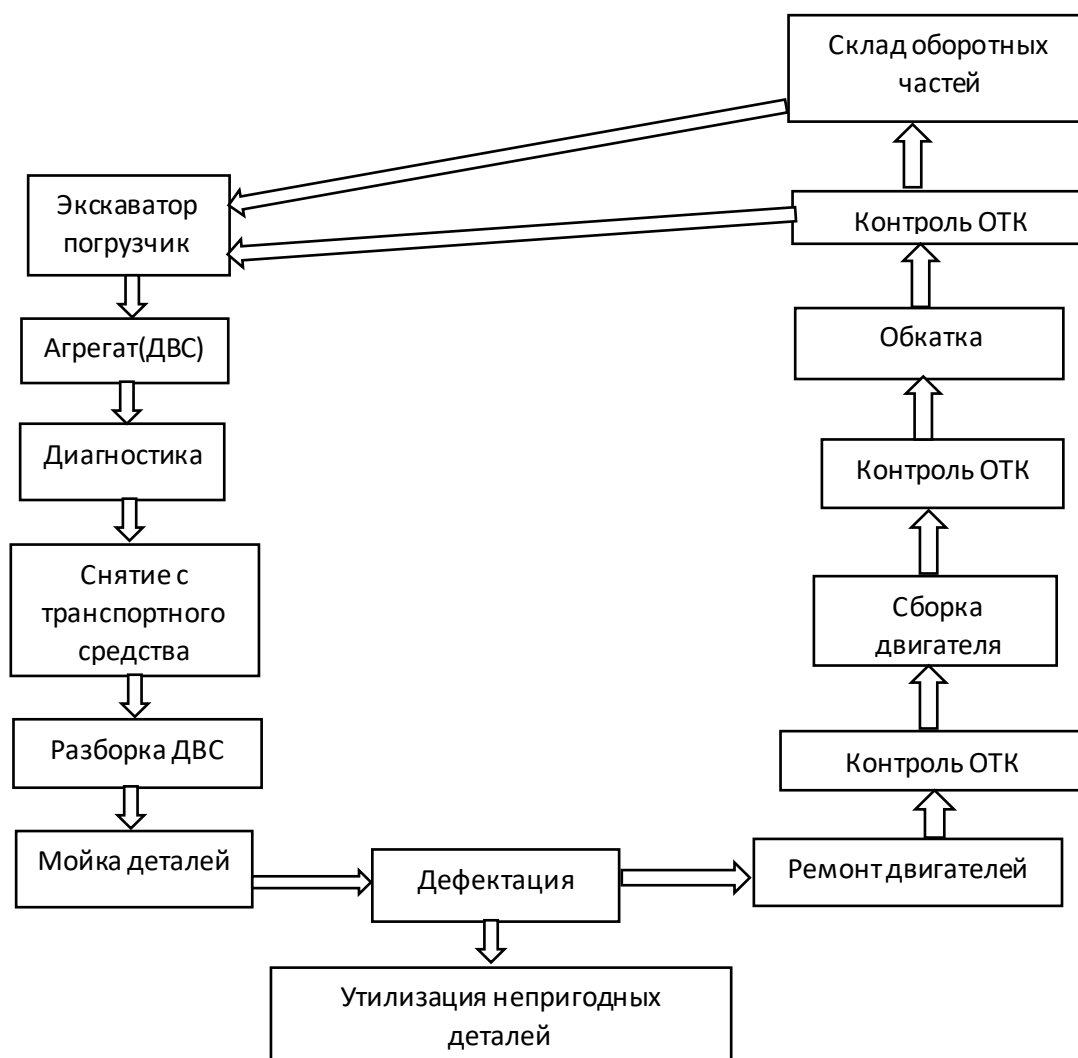 Склад оборотных
частей
Экскаватор
погрузчик
Контроль ОТК
Агрегат(ДВС)
Обкатка
Диагностика
Контроль ОТК
Снятие с
транспортного
средства
Сборка
двигателя
Разборка ДВС
Контроль ОТК
Мойка деталей
Дефектация
Ремонт двигателей
Утилизация непригодных
деталей